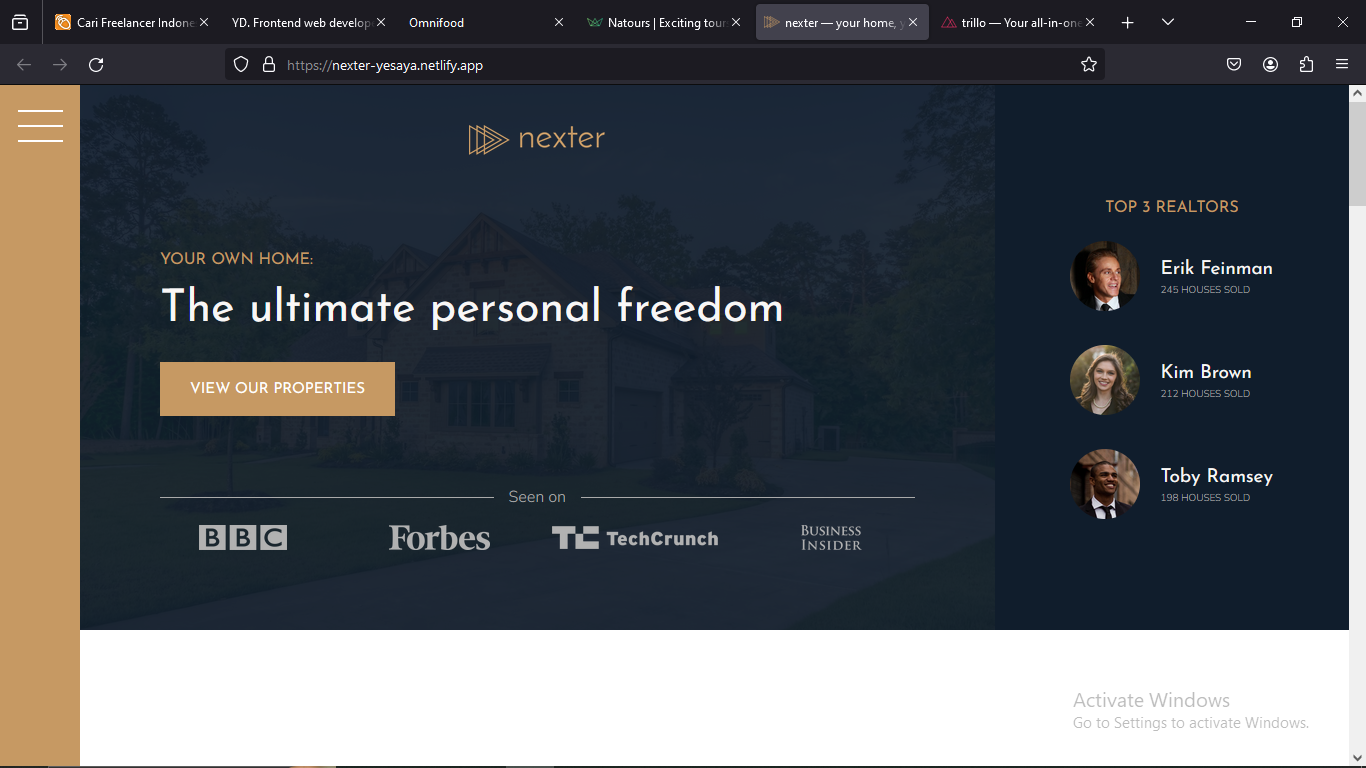 Cari Freelancer Indone
YD. Frontend web develop
Omnifood
Natours | Exciting tour
nexter — your home, y
trillo — Your all-in-one
https://nexter-yesaya.netlify.app
nexter
YOUR OWN HOME:
The ultimate personal freedom
VIEW OUR PROPERTIES
Seen on
BBC
Forbes
TC TechCrunch
BUSINESS
INSIDER
TOP 3 REALTORS
Erik Feinman
245 HOUSES SOLD
Kim Brown
212 HOUSES SOLD
Toby Ramsey
198 HOUSES SOLD
Activate Windows
Go to Settings to activate Windows.